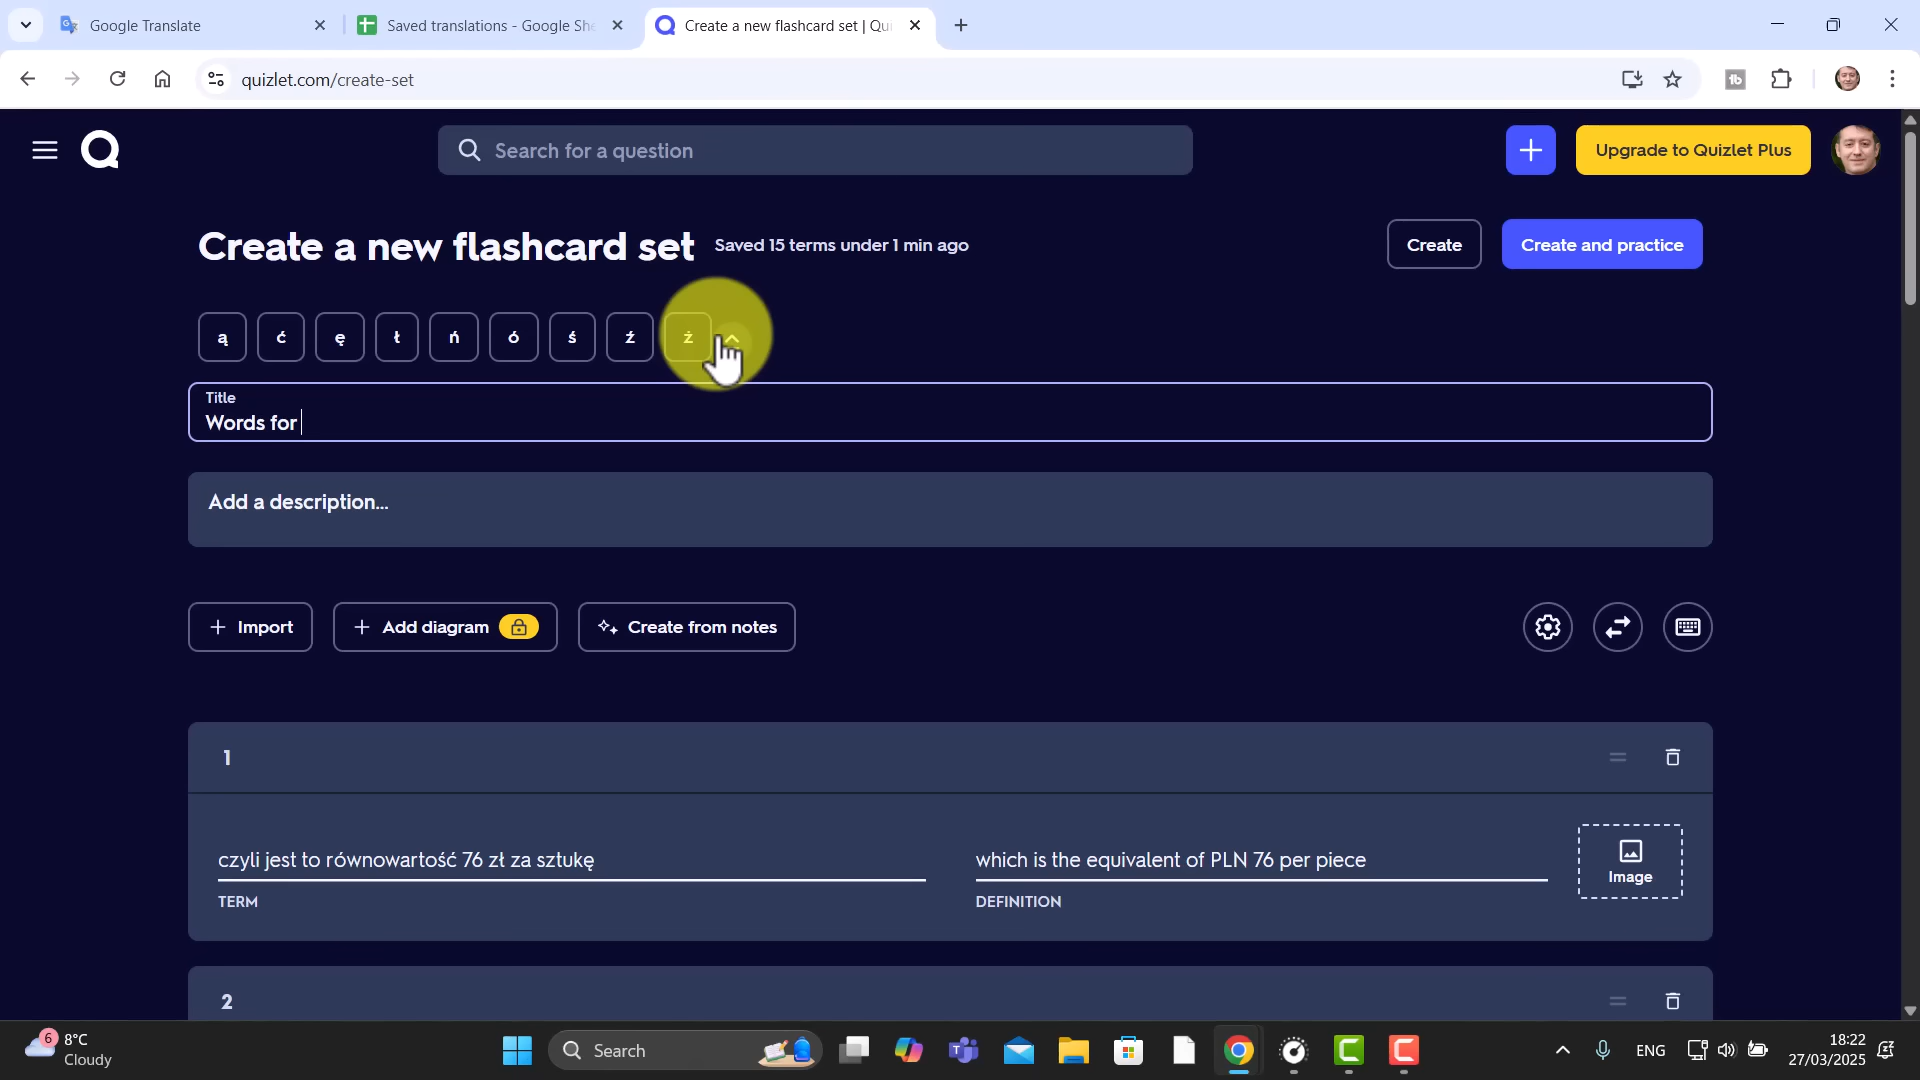 Google Translate
Saved translations - Google She
Create a new flashcard set | Qui
quizlet.com/create-set
Search for a question
Upgrade to Quizlet Plus
Create a new flashcard set
Saved 15 terms under 1 min ago
Create
Create and practice
ą
ć
ę
ł
ń
ó
ś
ź
ż
Title
Words for
Add a description...
Import
Add diagram
Create from notes
1
czyli jest to równowartość 76 zł za sztukę
which is the equivalent of PLN 76 per piece
Image
TERM
DEFINITION
2
6
8°C
Cloudy
Search
ENG
18:22
27/03/2025